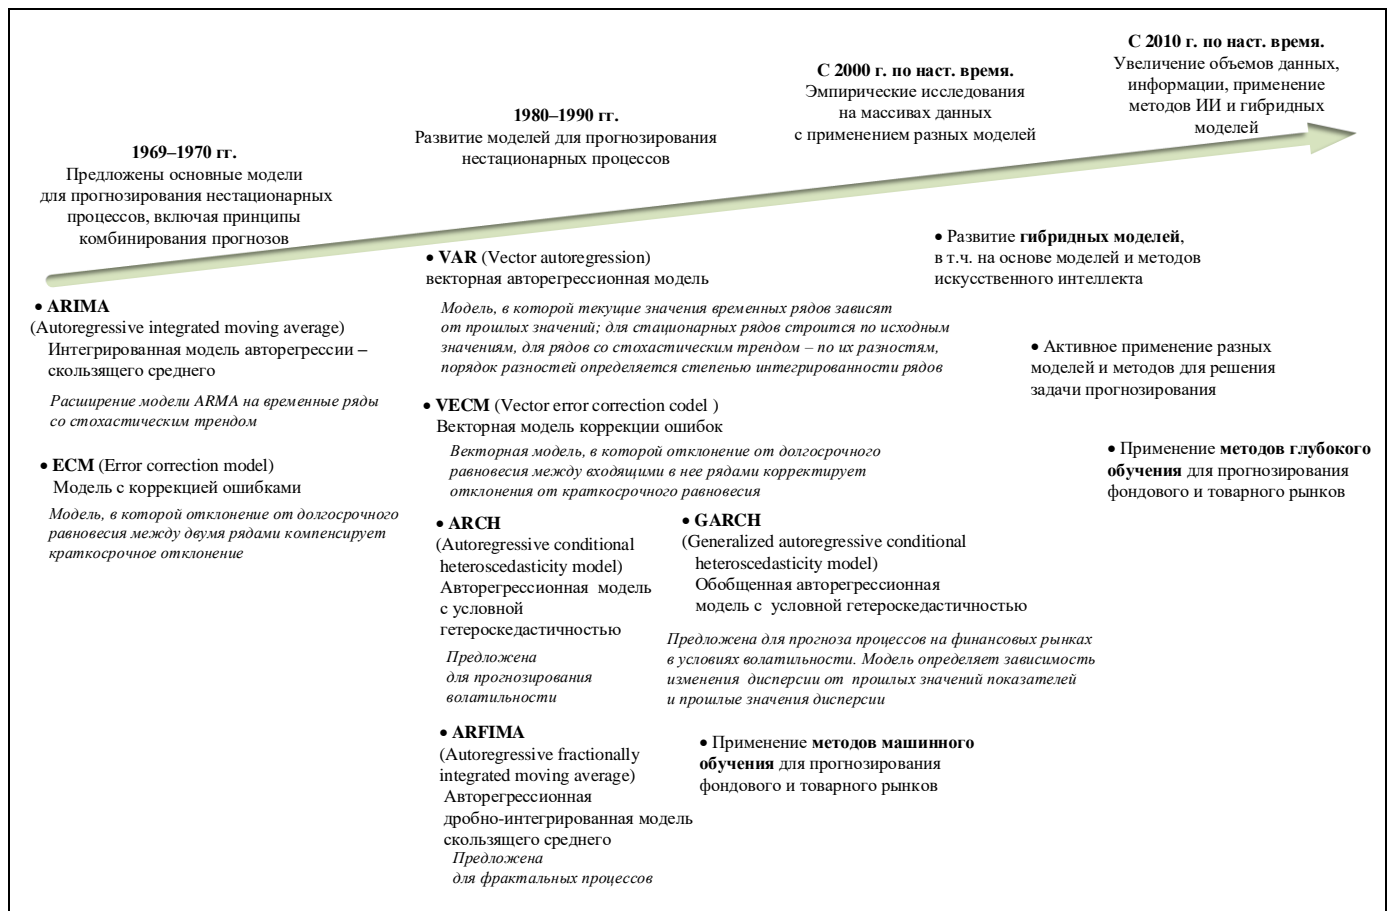 1969–1970 гг.
Предложены основные модели
для прогнозирования нестационарных
процессов, включая принципы
комбинирования прогнозов
1980–1990 гг.
Развитие моделей для прогнозирования
нестационарных процессов
С 2000 г. по наст. время.
Эмпирические исследования
на массивах данных
с применением разных моделей
С 2010 г. по наст. время.
Увеличение объемов данных,
информации, применение
методов ИИ и гибридных
моделей
• ARIMA
(Autoregressive integrated moving average)
Интегрированная модель авторегрессии –
скользящего среднего
Расширение модели ARMA на временные ряды
со стохастическим трендом
• ECM (Error correction model)
Модель с коррекцией ошибками
Модель, в которой отклонение от долгосрочного
равновесия между двумя рядами компенсирует
краткосрочное отклонение
• VAR (Vector autoregression)
векторная авторегрессионная модель
Модель, в которой текущие значения временных рядов зависят
от прошлых значений; для стационарных рядов строится по исходным
значениям, для рядов со стохастическим трендом – по их разностям,
порядок разностей определяется степенью интегрированности рядов
• VECM (Vector error correction codel )
Векторная модель коррекции ошибок
Векторная модель, в которой отклонение от долгосрочного
равновесия между входящими в нее рядами корректирует
отклонения от краткосрочного равновесия
• ARCH
(Autoregressive conditional
heteroscedasticity model)
Авторегрессионная модель
с условной
гетероскедастичностью
Предложена
для прогнозирования
волатильности
• GARCH
(Generalized autoregressive conditional
heteroscedasticity model)
Обобщенная авторегрессионная
модель с условной гетероскедастичностью
Предложена для прогноза процессов на финансовых рынках
в условиях волатильности. Модель определяет зависимость
изменения дисперсии от прошлых значений показателей
и прошлые значения дисперсии
• ARFIMA
(Autoregressive fractionally
integrated moving average)
Авторегрессионная
дробно-интегрированная модель
скользящего среднего
Предложена
для фрактальных процессов
• Применение методов машинного
обучения для прогнозирования
фондового и товарного рынков
• Развитие гибридных моделей,
в т.ч. на основе моделей и методов
искусственного интеллекта
• Активное применение разных
моделей и методов для решения
задачи прогнозирования
• Применение методов глубокого
обучения для прогнозирования
фондового и товарного рынков